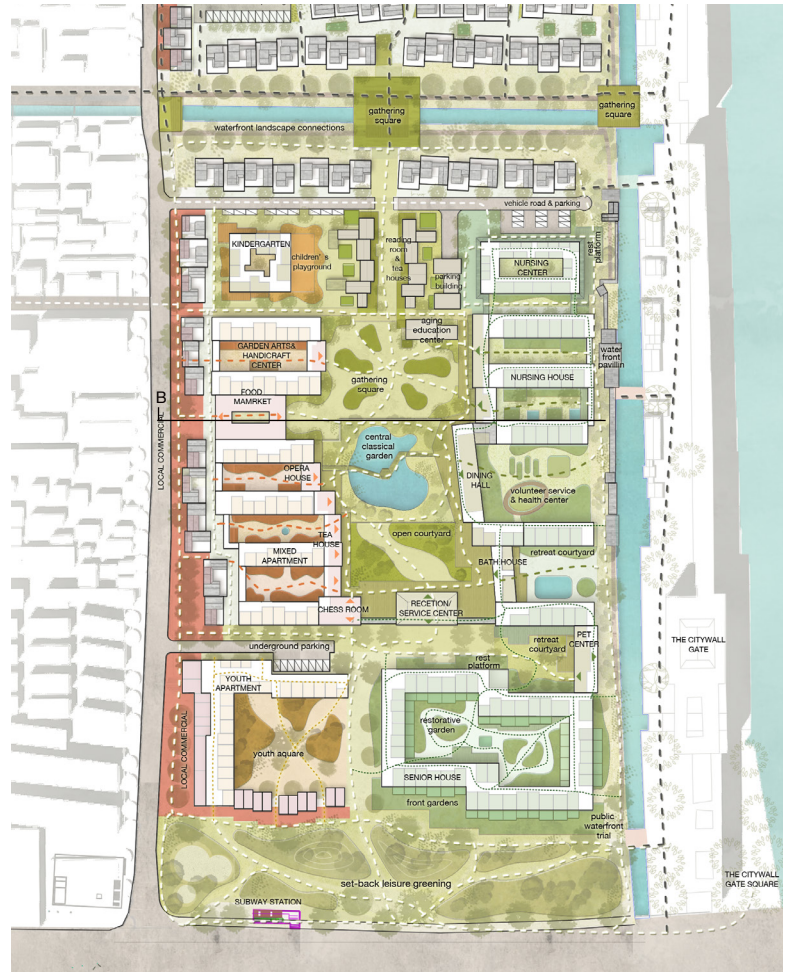 gathering
square
gathering
square
waterfront landscape connections
vehicle road & parking
KINDERGARTEN
children' s
playground
reading
room
&
tea
houses
parking
building
NURSING
CENTER
rest
platform
aging
education
center
GARDEN ARTS&
HANDICRAFT
CENTER
gathering
square
NURSING HOUSE
water
front
pavillin
FOOD
MAMRKET
B
L
LOCAL COMMERCIAL
central
classical
garden
OPERA
HOUSE
DINING
HALL
volunteer service
& health center
TEA
HOUSE
open courtyard
MIXED
APARTMENT
BATH HOUSE
retreat courtyard
CHESS ROOM
RECETION/
SERVICE CENTER
PET
CENTER
retreat
courtyard
THE CITYWALL
GATE
underground parking
rest
platform
YOUTH
APARTMENT
LOCAL COMMERCIAL
youth aquare
restorative
garden
SENIOR HOUSE
front gardens
public
waterfront
trial
set-back leisure greening
THE CITYWALL
GATE SQUARE
SUBWAY STATION